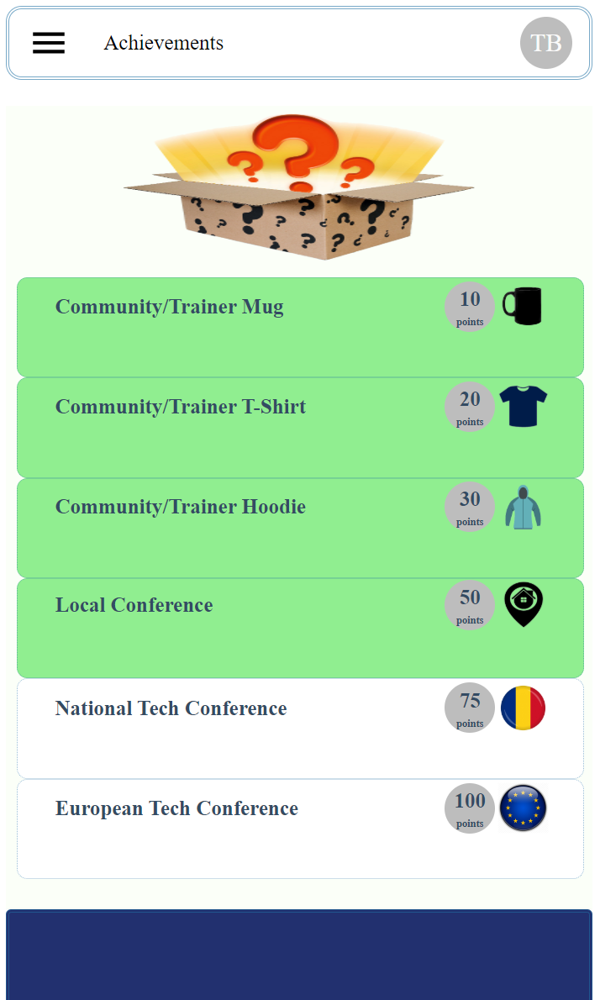 Achievements
TB
Community/Trainer Mug
10
points
Community/Trainer T-Shirt
20
points
Community/Trainer Hoodie
30
points
Local Conference
50
points
National Tech Conference
75
points
European Tech Conference
100
points